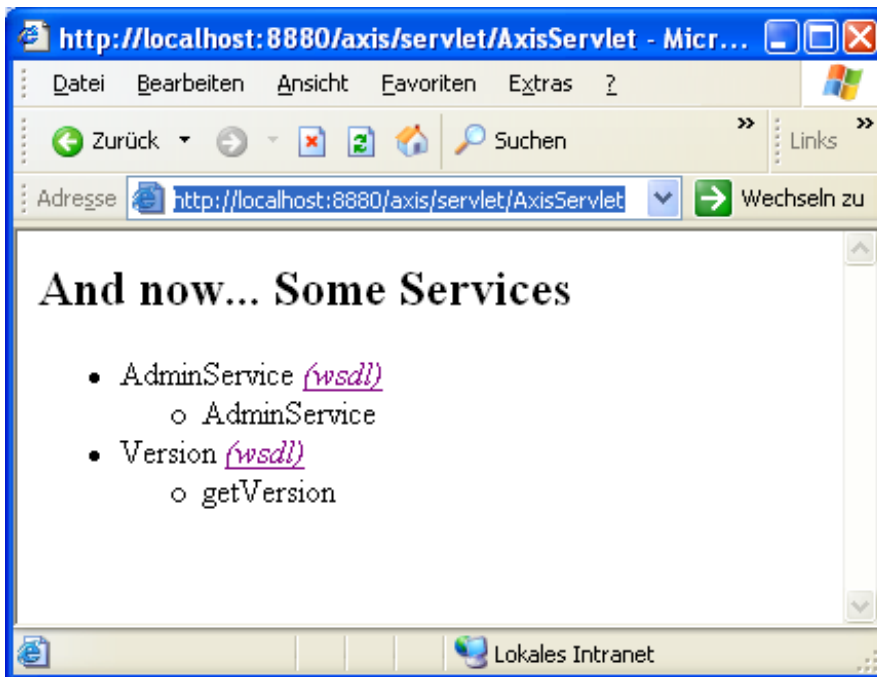 http://localhost:8880/axis/servlet/AxisServlet - Micr...
Datei Bearbeiten Ansicht Favoriten Extras ?
Zurück Suchen » Links »
Adresse http://localhost:8880/axis/servlet/AxisServlet Wechseln zu
And now... Some Services
• AdminService (wsdl)
o AdminService
• Version (wsdl)
o getVersion
Lokales Intranet